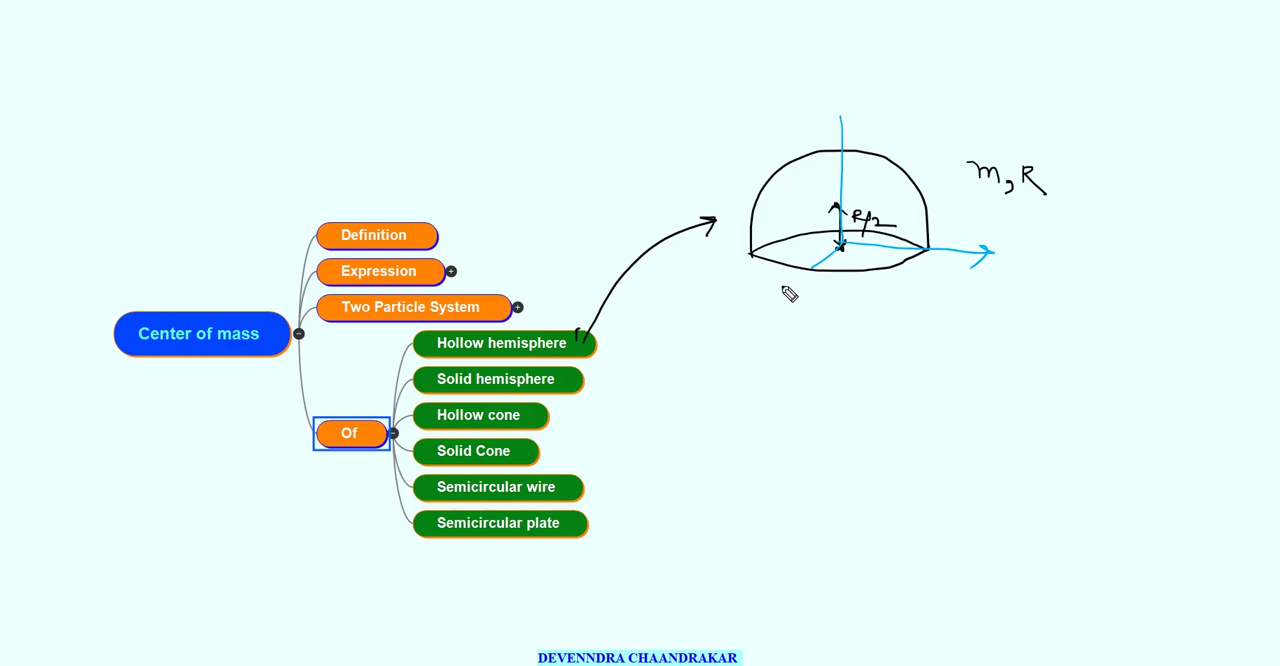 Center of mass
Definition
Expression
Two Particle System
Of
Hollow hemisphere
Solid hemisphere
Hollow cone
Solid Cone
Semicircular wire
Semicircular plate
R/2
m, R
DEVENNDRA CHAANDRAKAR